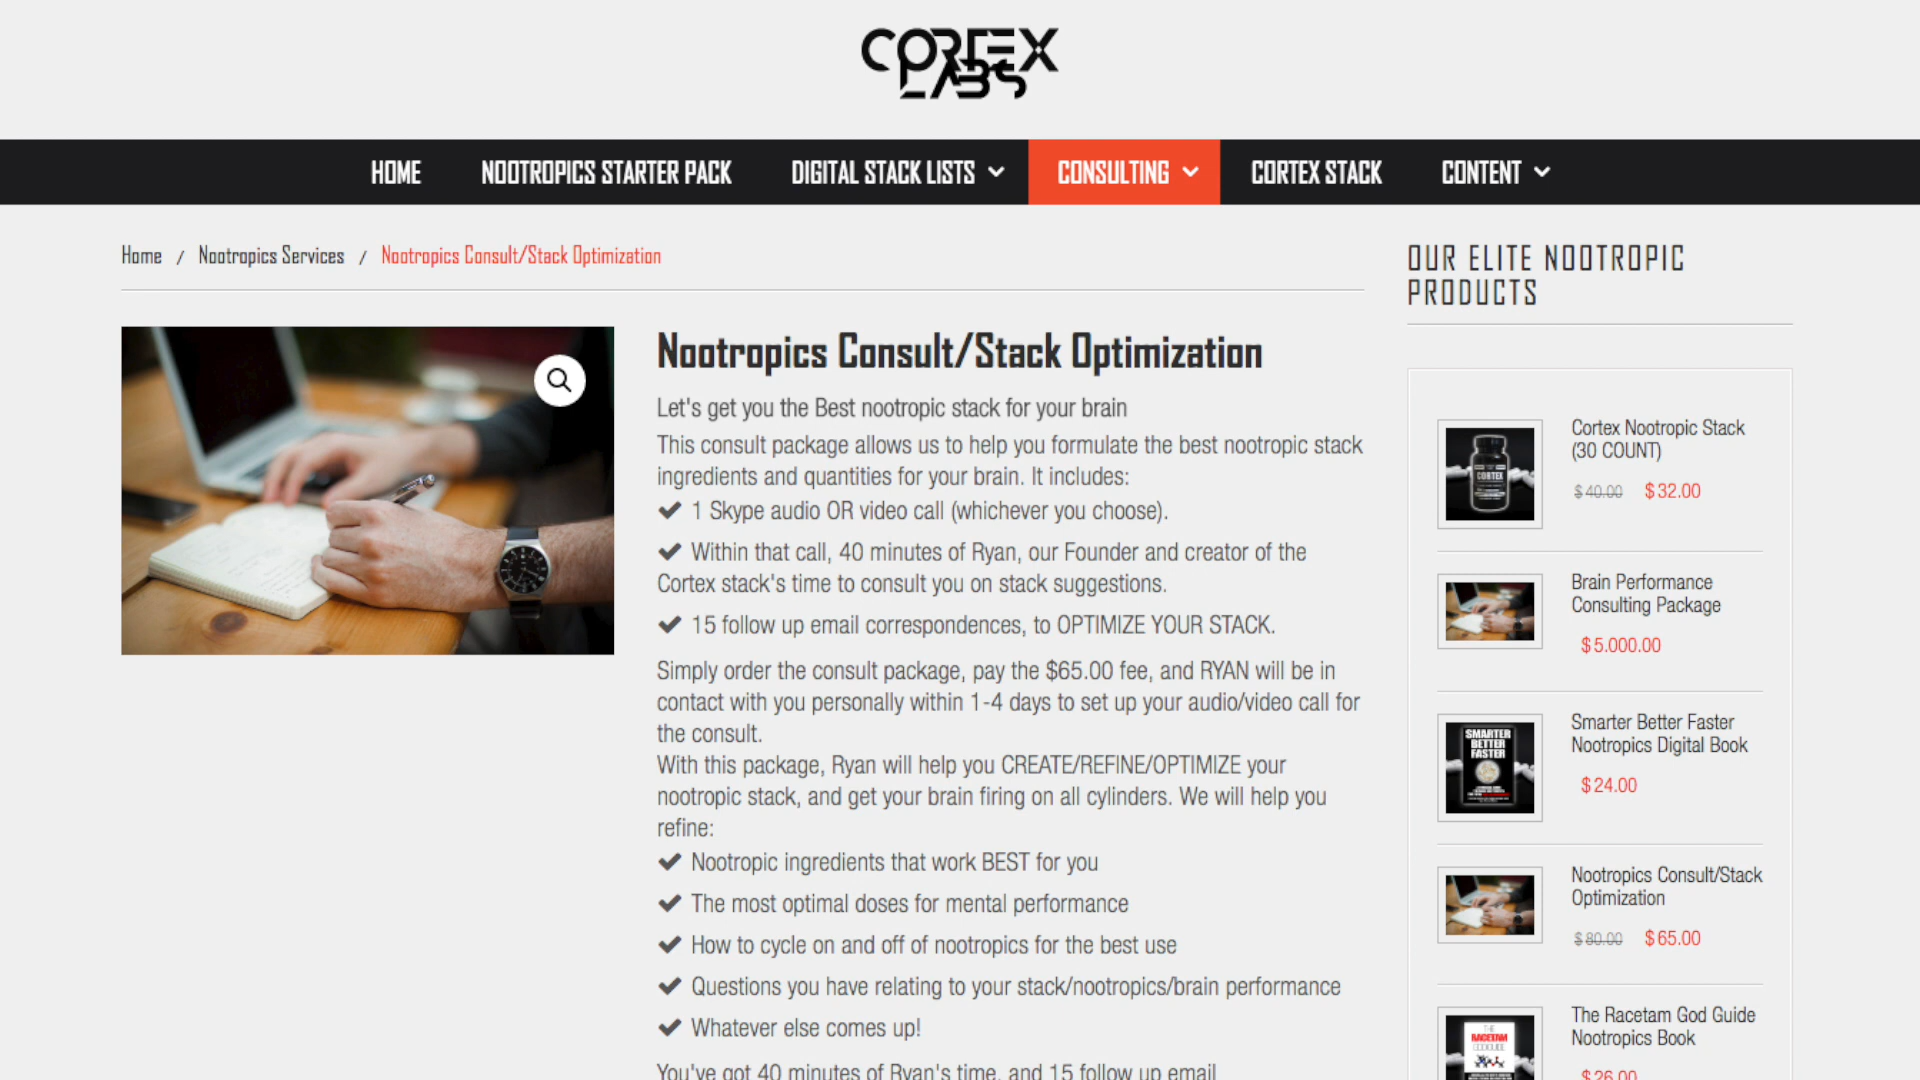 CORTEX
LABS
HOME NOOTROPICS STARTER PACK DIGITAL STACK LISTS CONSULTING CORTEX STACK CONTENT
Home / Nootropics Services / Nootropics Consult/Stack Optimization
Nootropics Consult/Stack Optimization
Let's get you the Best nootropic stack for your brain
This consult package allows us to help you formulate the best nootropic stack
ingredients and quantities for your brain. It includes:
✔ 1 Skype audio OR video call (whichever you choose).
✔ Within that call, 40 minutes of Ryan, our Founder and creator of the
Cortex stack's time to consult you on stack suggestions.
✔ 15 follow up email correspondences, to OPTIMIZE YOUR STACK.
Simply order the consult package, pay the $65.00 fee, and RYAN will be in
contact with you personally within 1-4 days to set up your audio/video call for
the consult.
With this package, Ryan will help you CREATE/REFINE/OPTIMIZE your
nootropic stack, and get your brain firing on all cylinders. We will help you
refine:
✔ Nootropic ingredients that work BEST for you
✔ The most optimal doses for mental performance
✔ How to cycle on and off of nootropics for the best use
✔ Questions you have relating to your stack/nootropics/brain performance
✔ Whatever else comes up!
You've got 40 minutes of Ryan's time, and 15 follow up email
OUR ELITE NOOTROPIC
PRODUCTS
CORTEX
Cortex Nootropic Stack
(30 COUNT)
$40.00 $32.00
Brain Performance
Consulting Package
$5.000.00
SMARTER
BETTER
FASTER
Smarter Better Faster
Nootropics Digital Book
$24.00
Nootropics Consult/Stack
Optimization
$80.00 $65.00
THE
RACETAM
GOD GUIDE
The Racetam God Guide
Nootropics Book
$26.00